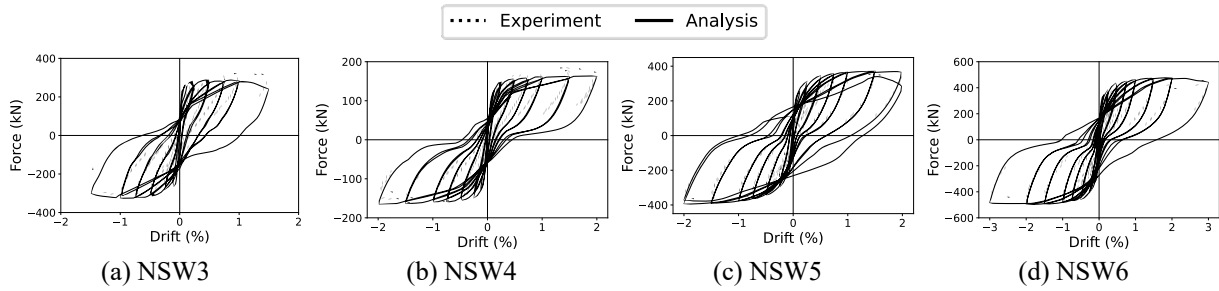 Experiment Analysis
400
200
0
−200
−400
Force (kN)
−2 −1 0 1 2
Drift (%)
(a) NSW3
200
100
0
−100
−200
Force (kN)
−2 −1 0 1 2
Drift (%)
(b) NSW4
400
200
0
−200
−400
Force (kN)
−2 −1 0 1 2
Drift (%)
(c) NSW5
600
400
200
0
−200
−400
−600
Force (kN)
−3 −2 −1 0 1 2 3
Drift (%)
(d) NSW6